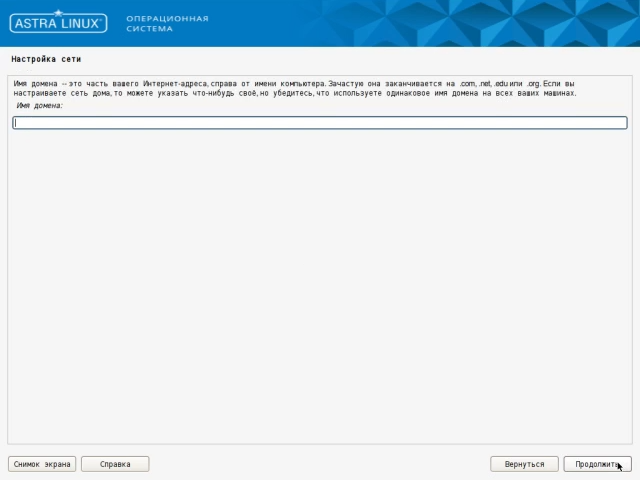 ASTRA LINUX®
ОПЕРАЦИОННАЯ
СИСТЕМА
Настройка сети
Имя домена -- это часть вашего Интернет-адреса, справа от имени компьютера. Зачастую она заканчивается на .com, .net, .edu или .org. Если вы
настраиваете сеть дома, то можете указать что-нибудь своё, но убедитесь, что используете одинаковое имя домена на всех ваших машинах.
Имя домена:
Снимок экрана
Справка
Вернуться
Продолжить